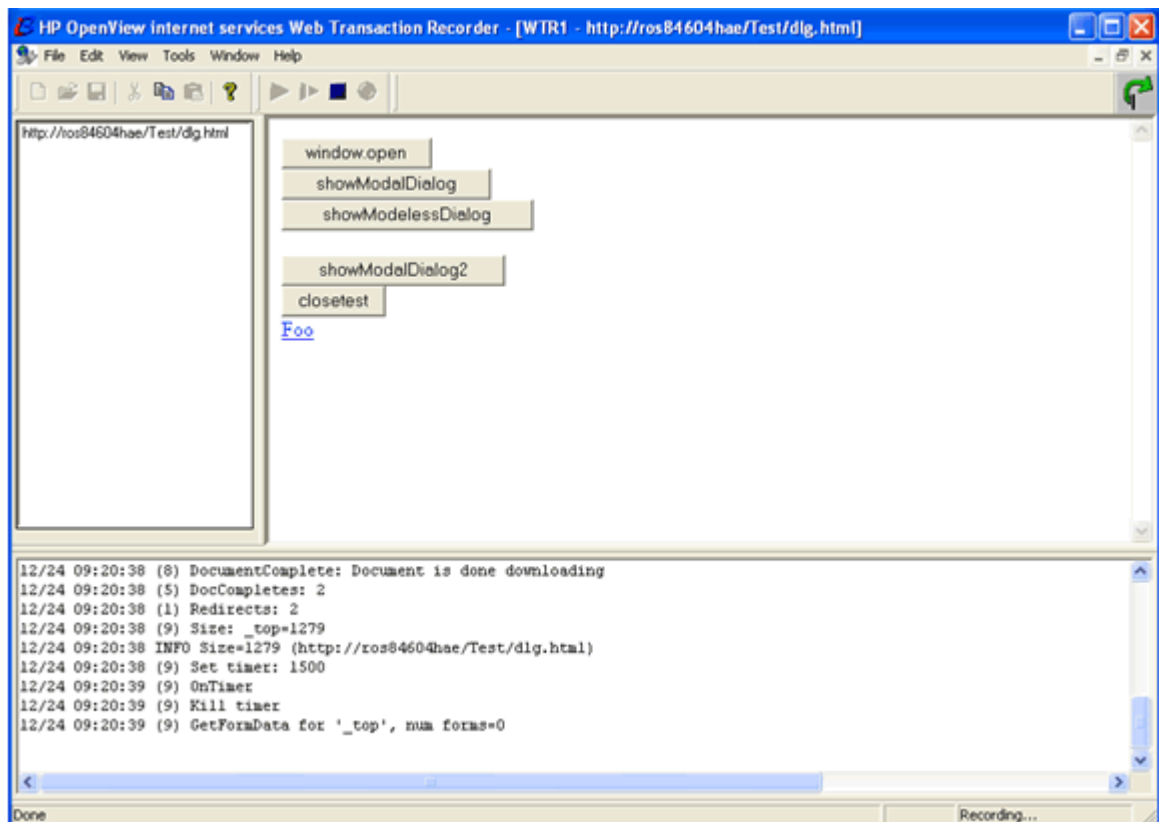 HP OpenView internet services Web Transaction Recorder - [WTR1 - http://ros84604hae/Test/dlg.html]
File Edit View Tools Window Help
http://ros84604hae/Test/dlg.html
window.open
showModalDialog
showModelessDialog
showModalDialog2
closetest
Foo
12/24 09:20:38 (8) DocumentComplete: Document is done downloading
12/24 09:20:38 (5) DocCompletes: 2
12/24 09:20:38 (1) Redirects: 2
12/24 09:20:38 (9) Size: _top=1279
12/24 09:20:38 INFO Size=1279 (http://ros84604hae/Test/dlg.html)
12/24 09:20:38 (9) Set timer: 1500
12/24 09:20:39 (9) OnTimer
12/24 09:20:39 (9) Kill timer
12/24 09:20:39 (9) GetFormData for '_top', num forms=0
Done Recording...